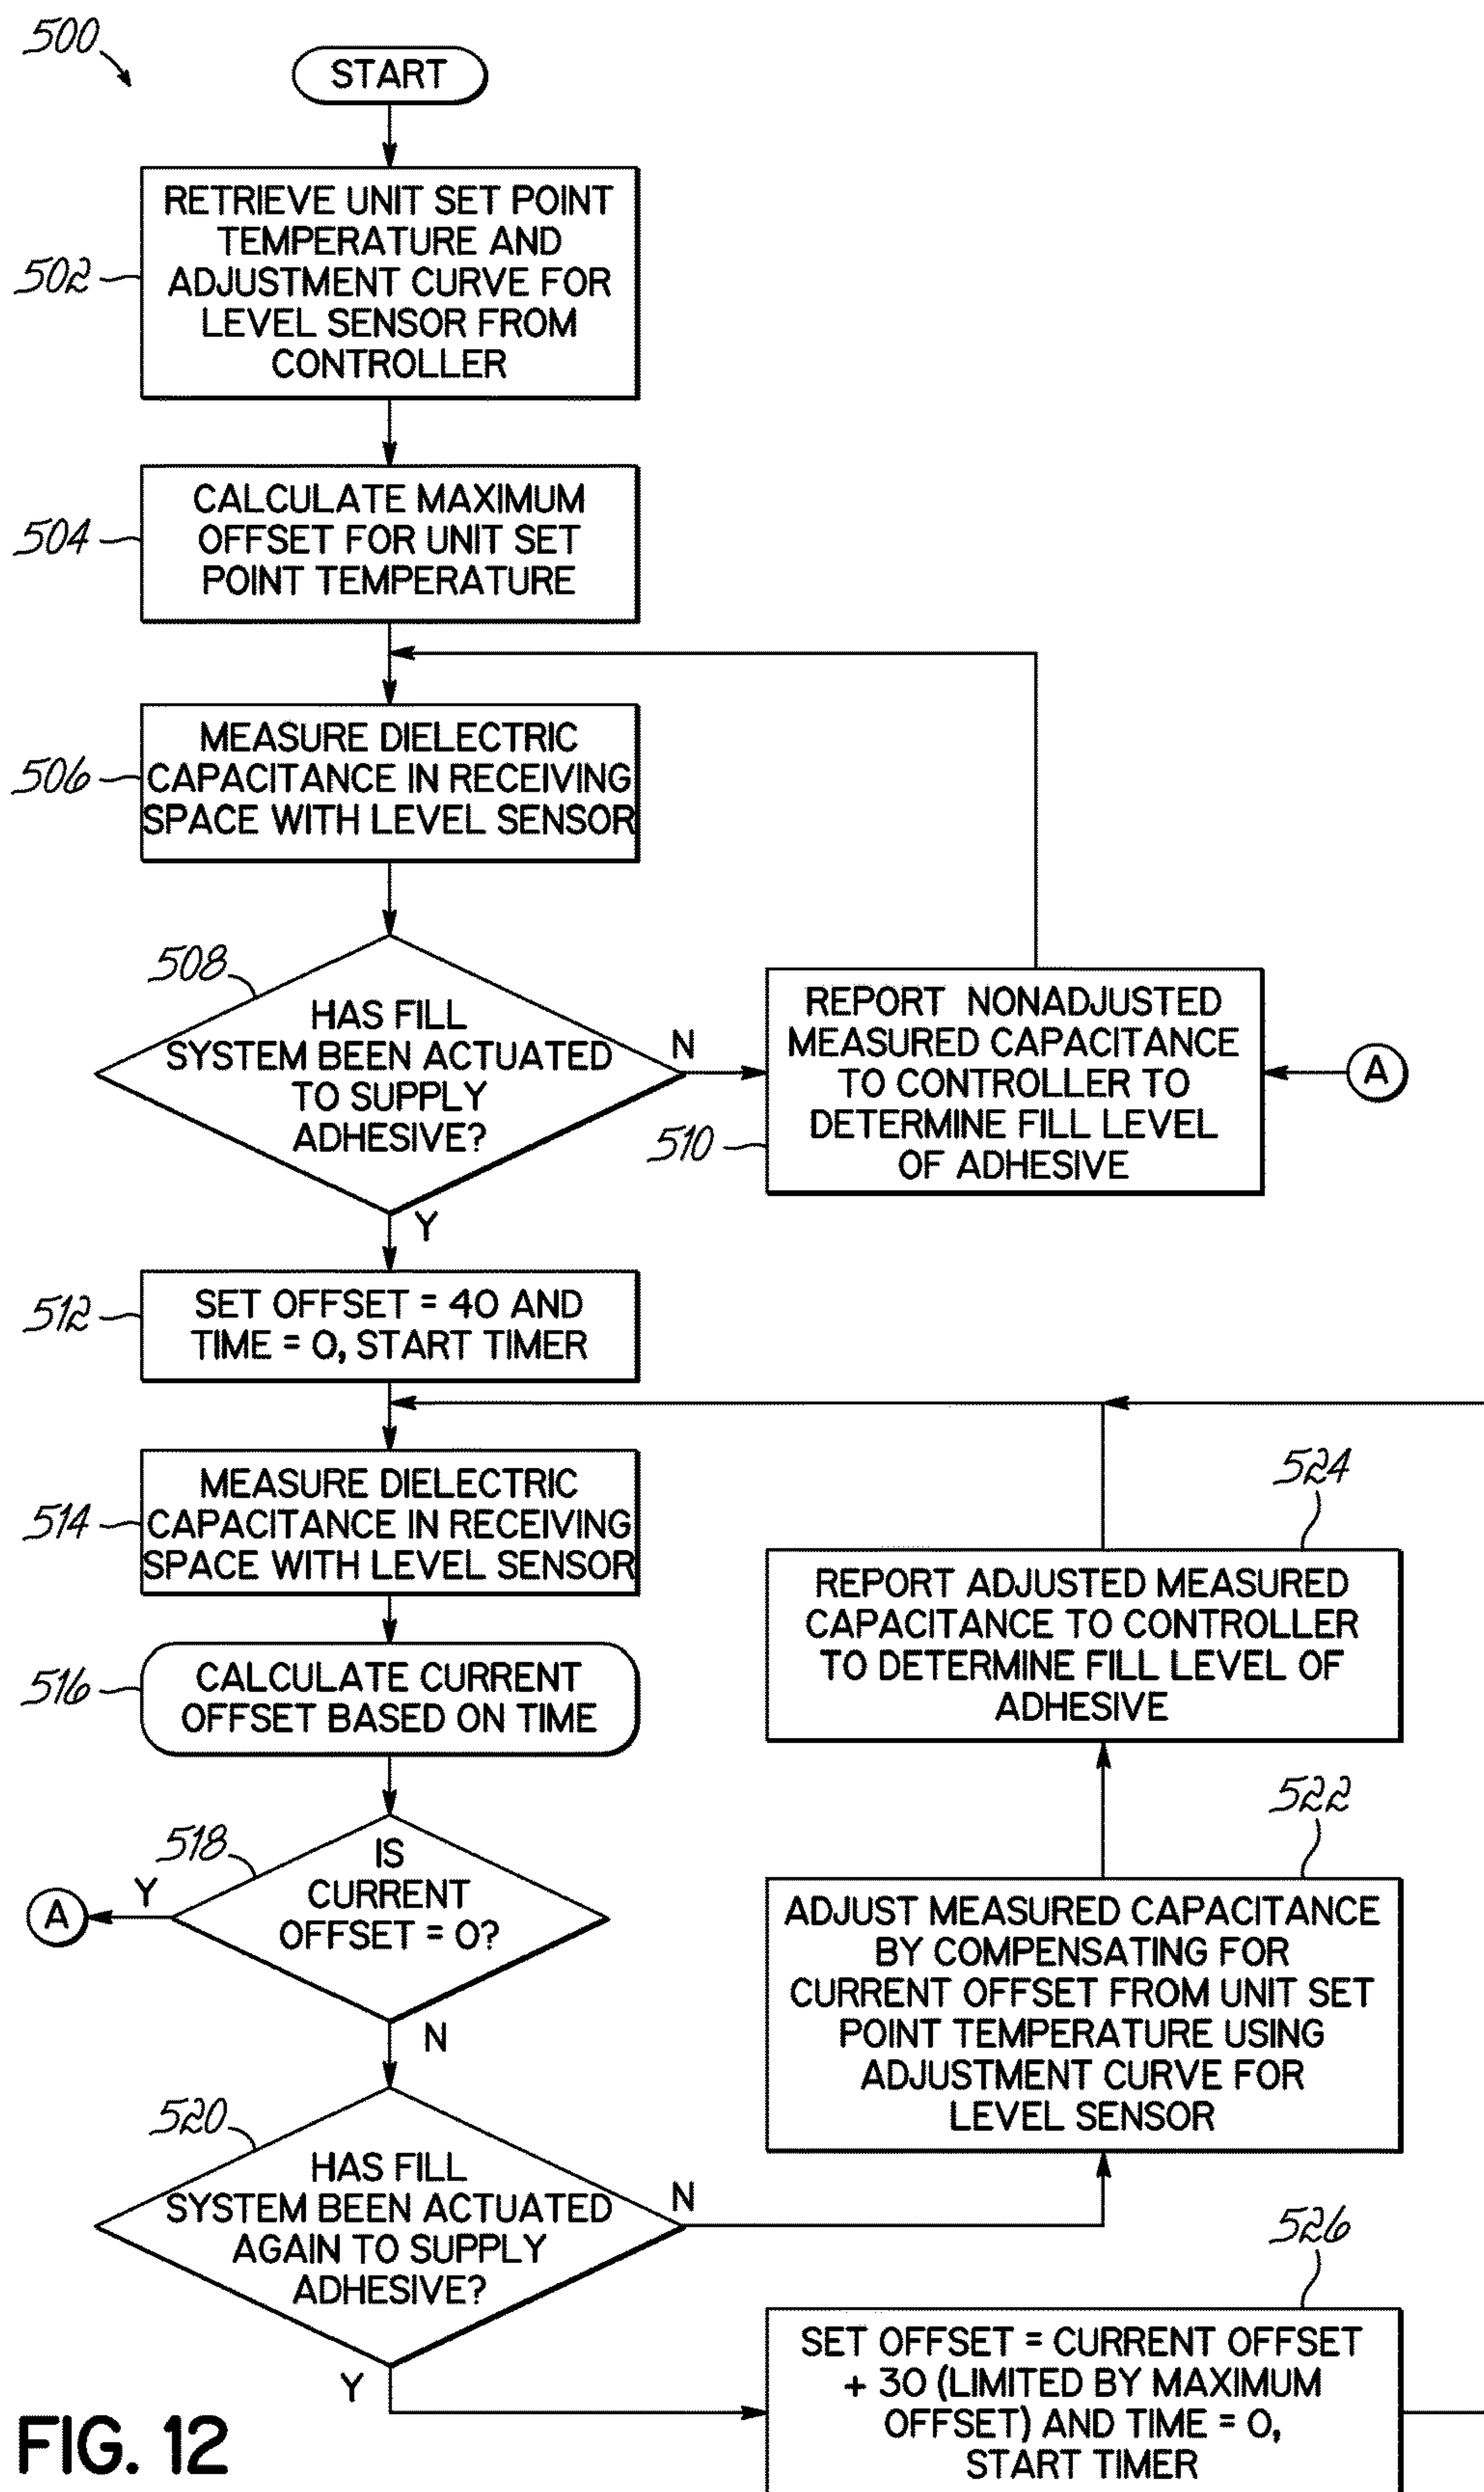 500
START
502
RETRIEVE UNIT SET POINT
TEMPERATURE AND
ADJUSTMENT CURVE FOR
LEVEL SENSOR FROM
CONTROLLER
504
CALCULATE MAXIMUM
OFFSET FOR UNIT SET
POINT TEMPERATURE
506
MEASURE DIELECTRIC
CAPACITANCE IN RECEIVING
SPACE WITH LEVEL SENSOR
508
HAS FILL
SYSTEM BEEN ACTUATED
TO SUPPLY
ADHESIVE?
N
Y
510
REPORT NONADJUSTED
MEASURED CAPACITANCE
TO CONTROLLER TO
DETERMINE FILL LEVEL
OF ADHESIVE
A
512
SET OFFSET = 40 AND
TIME = 0, START TIMER
514
MEASURE DIELECTRIC
CAPACITANCE IN RECEIVING
SPACE WITH LEVEL SENSOR
516
CALCULATE CURRENT
OFFSET BASED ON TIME
518
IS
CURRENT
OFFSET = 0?
Y
A
N
520
HAS FILL
SYSTEM BEEN ACTUATED
AGAIN TO SUPPLY
ADHESIVE?
N
Y
524
REPORT ADJUSTED MEASURED
CAPACITANCE TO CONTROLLER
TO DETERMINE FILL LEVEL OF
ADHESIVE
522
ADJUST MEASURED CAPACITANCE
BY COMPENSATING FOR
CURRENT OFFSET FROM UNIT SET
POINT TEMPERATURE USING
ADJUSTMENT CURVE FOR
LEVEL SENSOR
526
SET OFFSET = CURRENT OFFSET
+ 30 (LIMITED BY MAXIMUM
OFFSET) AND TIME = 0,
START TIMER
FIG. 12